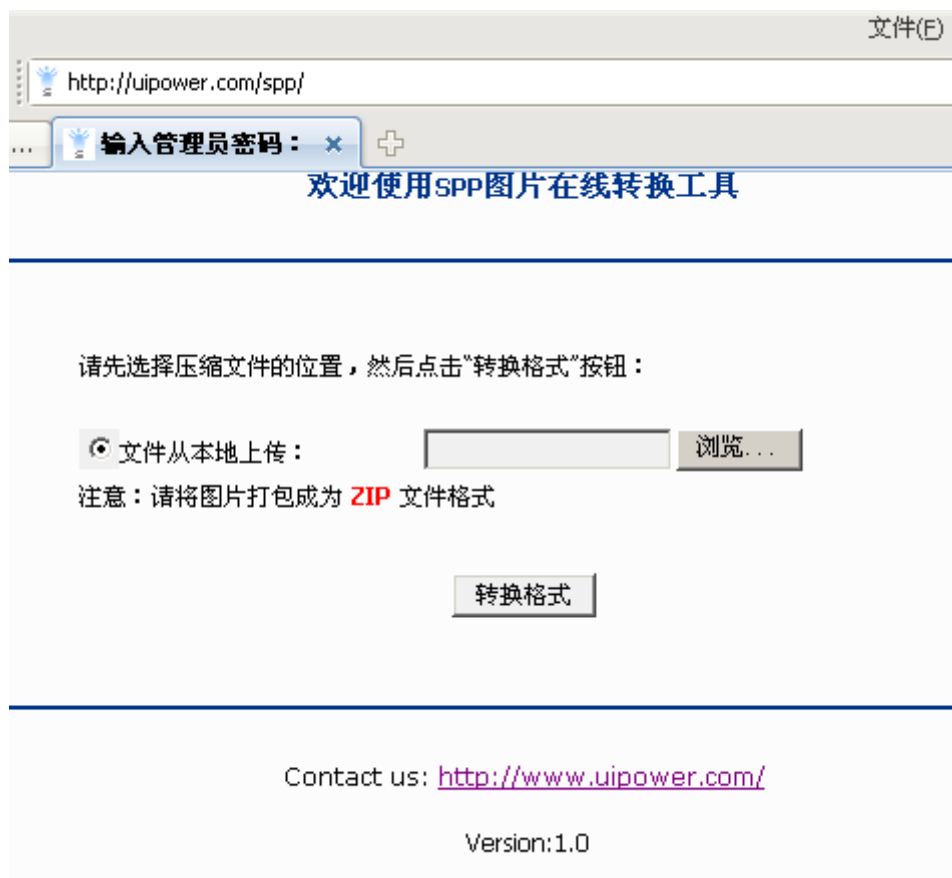 文件(F)
http://uipower.com/spp/
... 输入管理员密码：
欢迎使用SPP图片在线转换工具
请先选择压缩文件的位置，然后点击“转换格式”按钮：
文件从本地上传： 浏览...
注意：请将图片打包成为 ZIP 文件格式
转换格式
Contact us: http://www.uipower.com/
Version:1.0